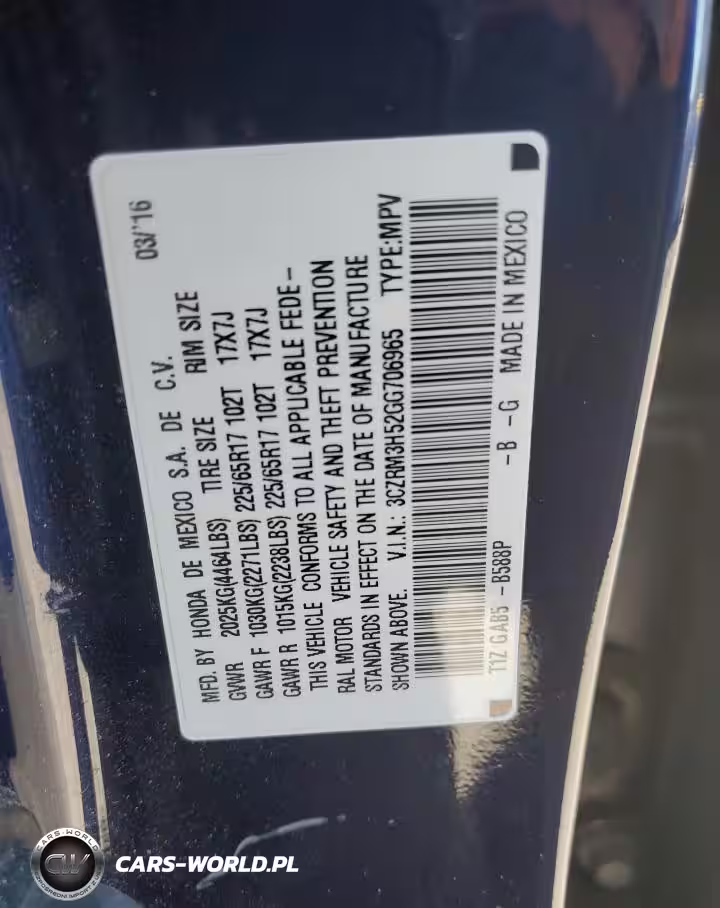 MFD. BY HONDA DE MEXICO S.A. DE C.V. 03/'16
GVWR 2025KG(4464LBS) TIRE SIZE RIM SIZE
GAWR F 1030KG(2271LBS) 225/65R17 102T 17X7J
GAWR R 1015KG(2238LBS) 225/65R17 102T 17X7J
THIS VEHICLE CONFORMS TO ALL APPLICABLE FEDE-
RAL MOTOR VEHICLE SAFETY AND THEFT PREVENTION
STANDARDS IN EFFECT ON THE DATE OF MANUFACTURE
SHOWN ABOVE. V.I.N.: 3CZRM3H52GG706965 TYPE:MPV
T1Z GAB5 -B588P -B -G MADE IN MEXICO
CARS-WORLD
CW
CARS-WORLD.PL